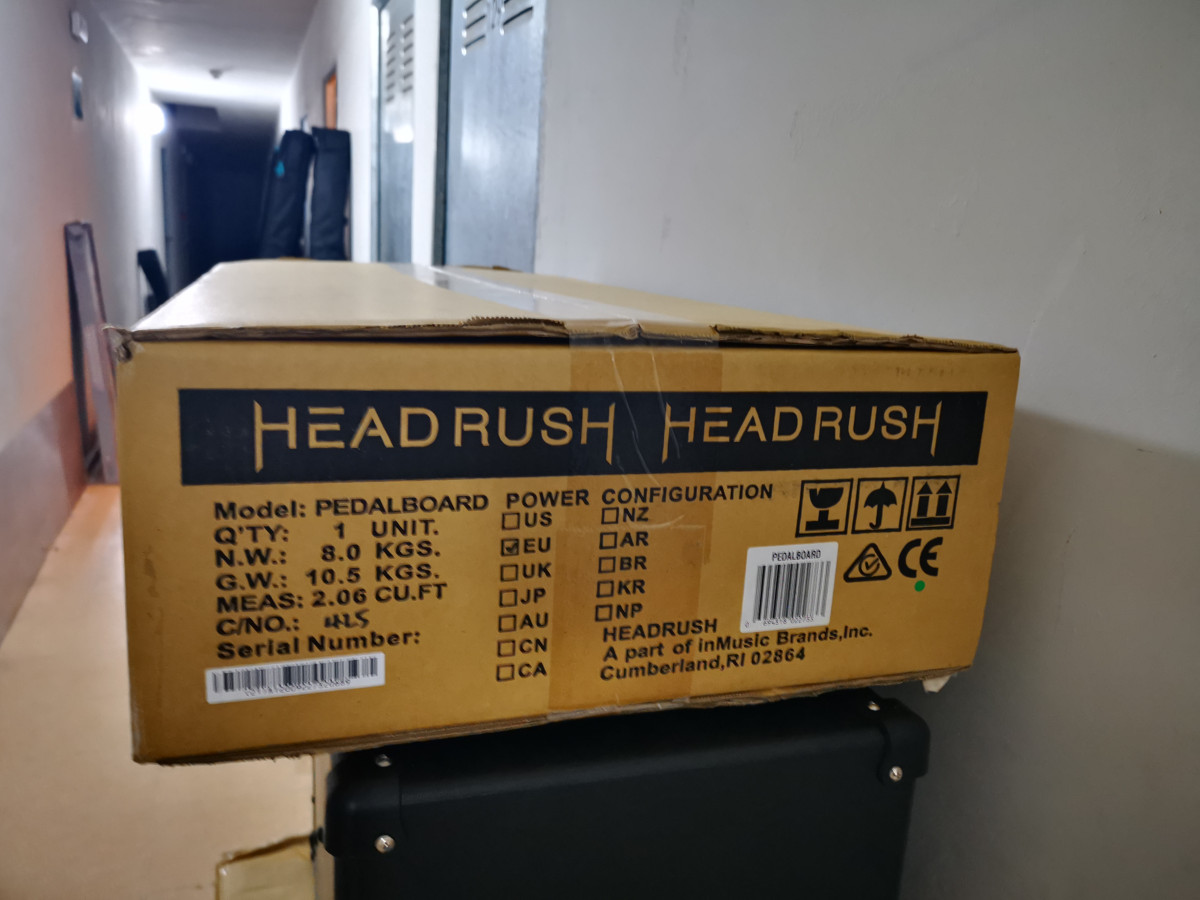 HEADRUSH HEADRUSH
Model: PEDALBOARD
Q'TY: 1 UNIT.
N.W.: 8.0 KGS.
G.W.: 10.5 KGS.
MEAS: 2.06 CU.FT
C/NO.: 425
Serial Number:
POWER CONFIGURATION
US
EU
UK
JP
AU
CN
CA
NZ
AR
BR
KR
NP
HEADRUSH
A part of inMusic Brands,Inc.
Cumberland,RI 02864
PEDALBOARD
CE